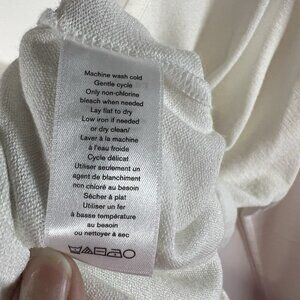 Machine wash cold
Gentle cycle
Only non-chlorine
bleach when needed
Lay flat to dry
Low iron if needed
or dry clean/
Laver à la machine
à l'eau froide
Cycle délicat
Utiliser seulement un
agent de blanchiment
non chloré au besoin
Sécher à plat
Utiliser un fer
à basse température
au besoin
ou nettoyer à sec